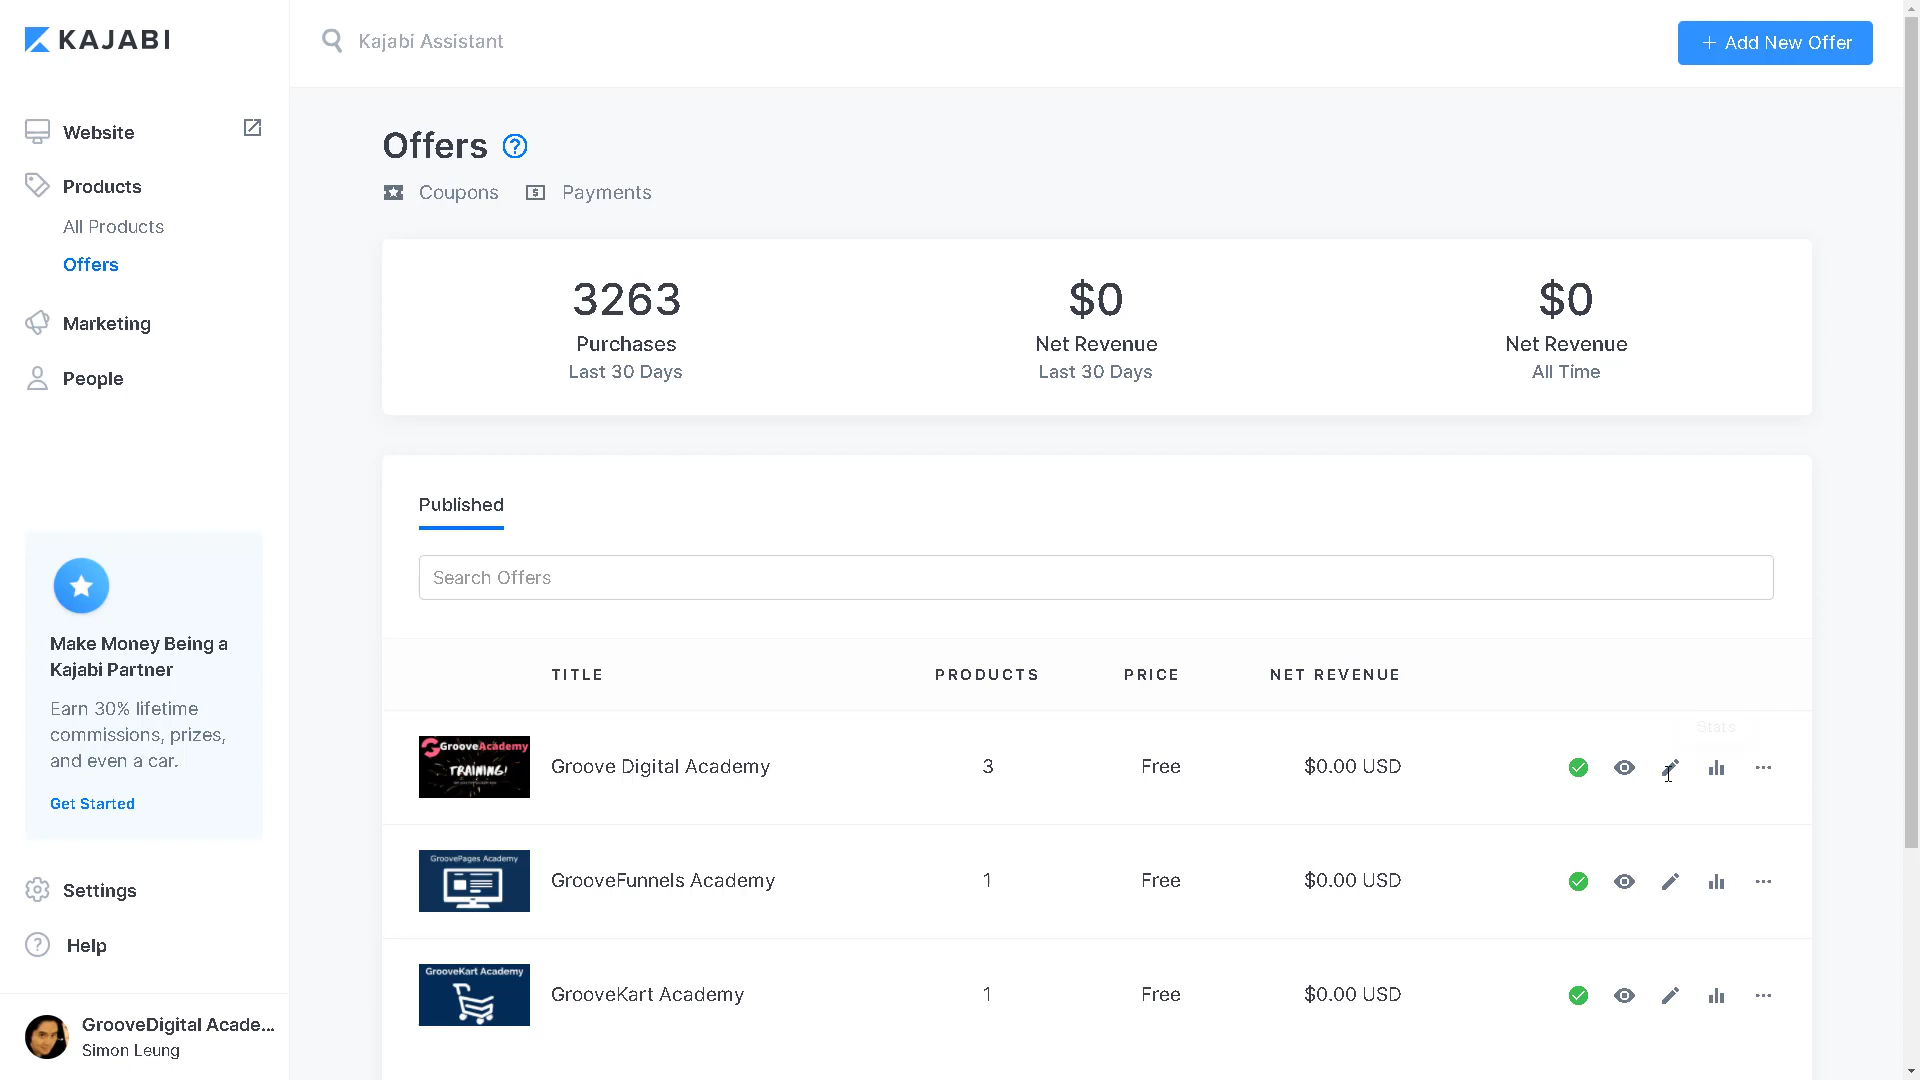 KAJABI
Kajabi Assistant
+ Add New Offer
Website
Products
All Products
Offers
Marketing
People
Make Money Being a
Kajabi Partner
Earn 30% lifetime
commissions, prizes,
and even a car.
Get Started
Settings
? Help
GrooveDigital Acade...
Simon Leung
Offers ?
Coupons
Payments
3263
Purchases
Last 30 Days
$0
Net Revenue
Last 30 Days
$0
Net Revenue
All Time
Published
Search Offers
TITLE PRODUCTS PRICE NET REVENUE
Stats
GrooveAcademy
TRAINING!
Groove Digital Academy 3 Free $0.00 USD
GroovePages Academy
GrooveFunnels Academy 1 Free $0.00 USD
GrooveKart Academy
GrooveKart Academy 1 Free $0.00 USD